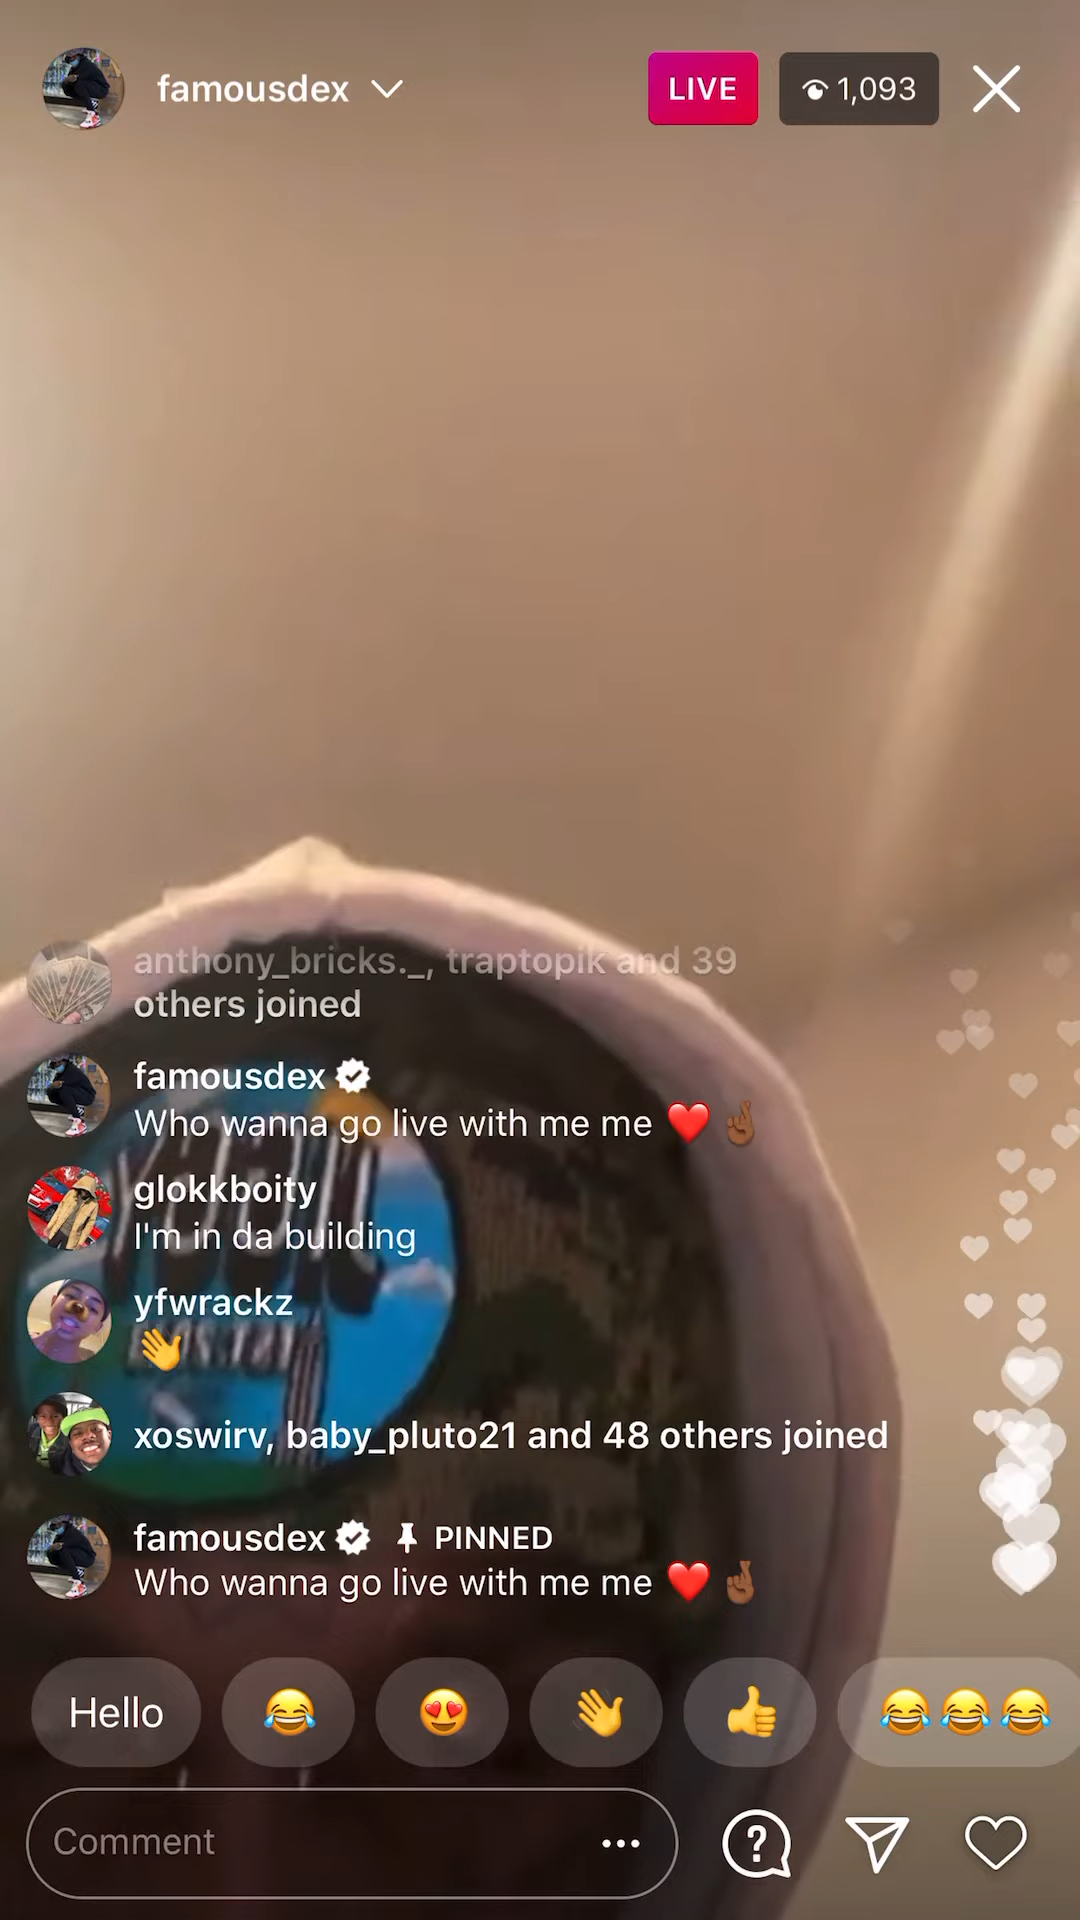 famousdex
LIVE
1,093
anthony_bricks._, traptopik and 39
others joined
famousdex
Who wanna go live with me me ❤️ 🤞🏾
glokkboity
I'm in da building
yfwrackz
👋
xoswirv, baby_pluto21 and 48 others joined
famousdex PINNED
Who wanna go live with me me ❤️ 🤞🏾
Hello 😂 😍 👋 👍 😂😂😂
Comment